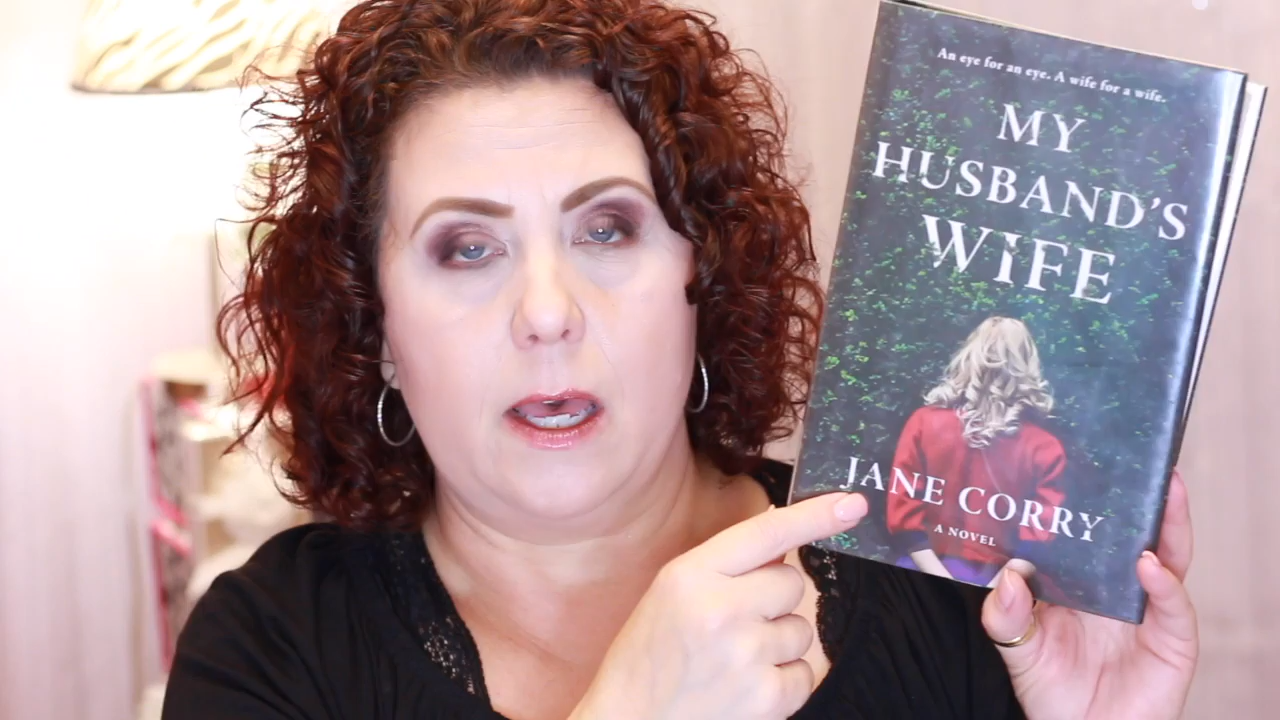 An eye for an eye. A wife for a wife.
MY
HUSBAND'S
WIFE
JANE CORRY
A NOVEL